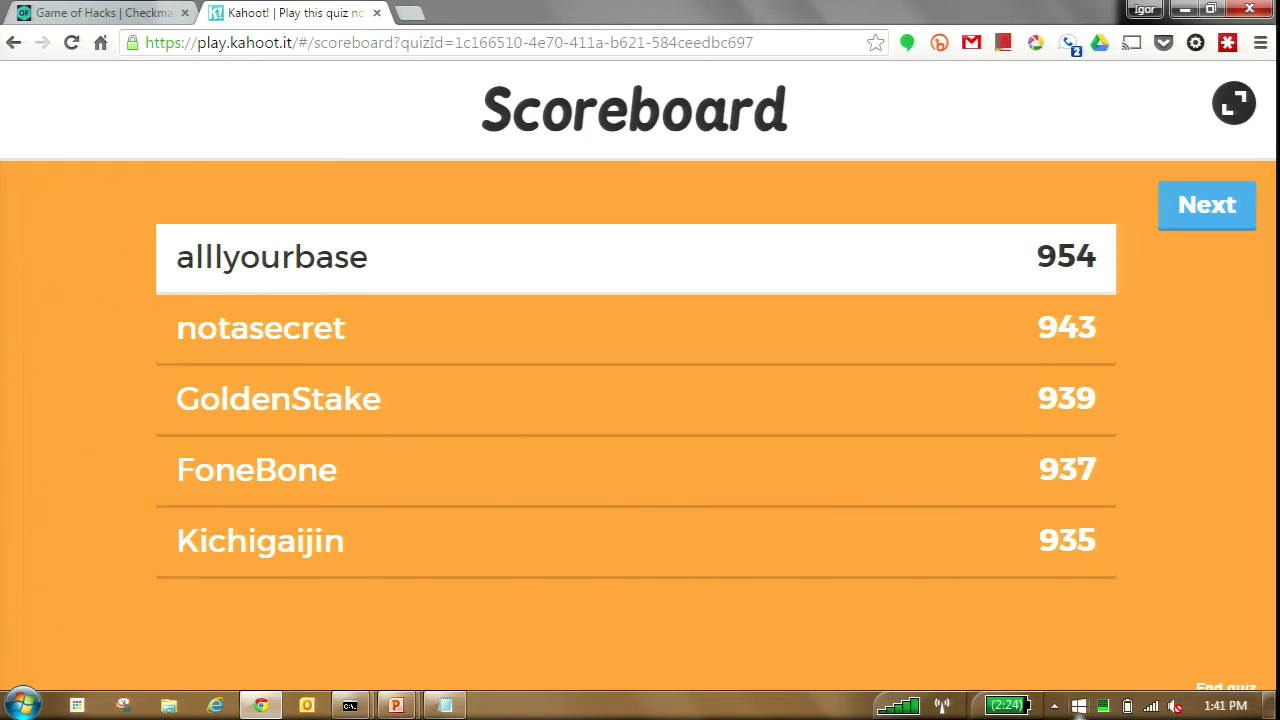 Game of Hacks | Checkma
Kahoot! | Play this quiz no
Igor
https://play.kahoot.it/#/scoreboard?quizId=1c166510-4e70-411a-b621-584ceedbc697
2
Scoreboard
Next
alllyourbase 954
notasecret 943
GoldenStake 939
FoneBone 937
Kichigaijin 935
End quiz
(2:24)
1:41 PM